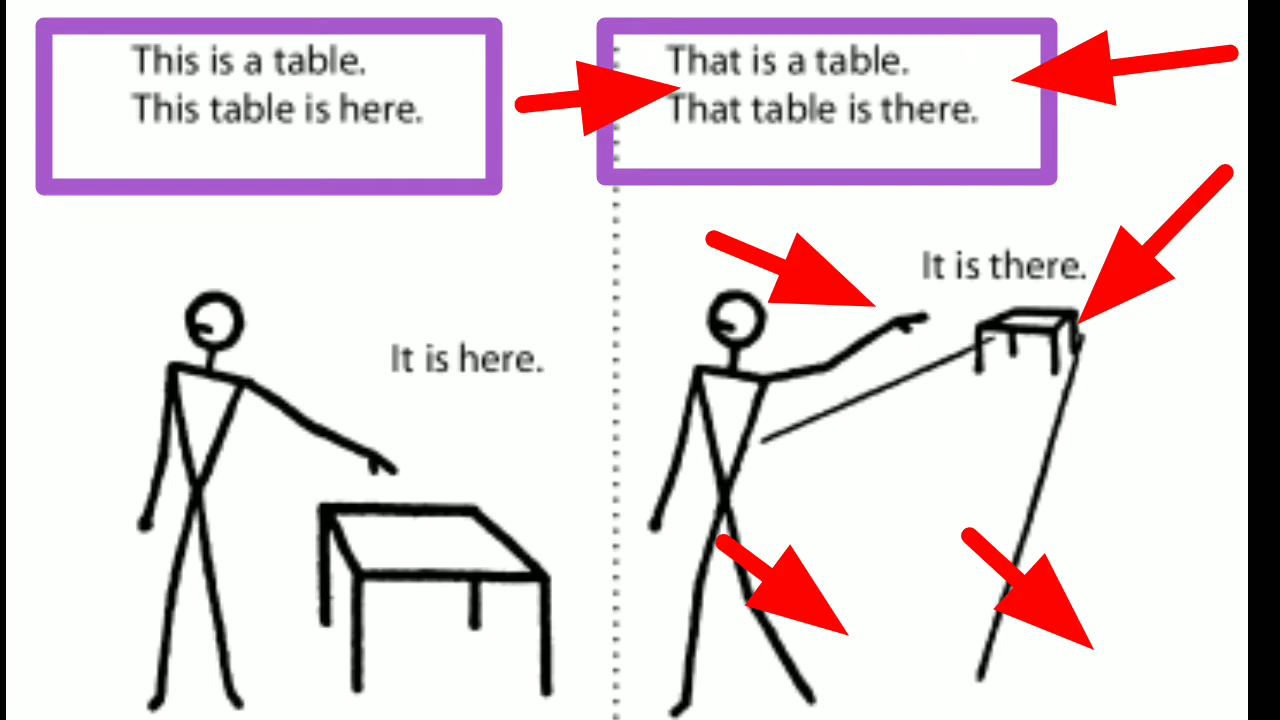 This is a table.
This table is here.
It is here.
That is a table.
That table is there.
It is there.